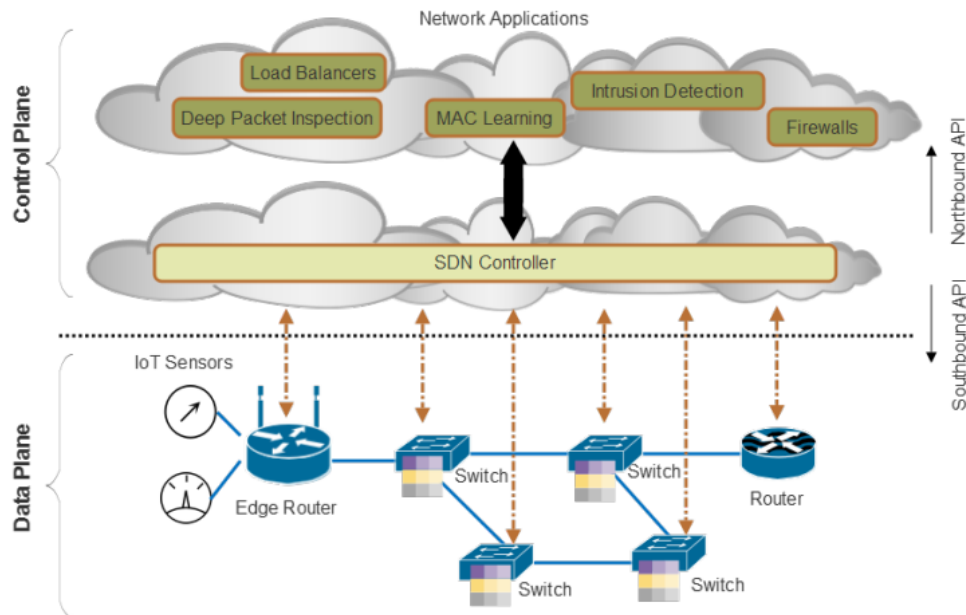 Network Applications
Control Plane
Load Balancers
Deep Packet Inspection
MAC Learning
Intrusion Detection
Firewalls
Northbound API
SDN Controller
Southbound API
Data Plane
IoT Sensors
Edge Router
Switch
Switch
Router
Switch
Switch